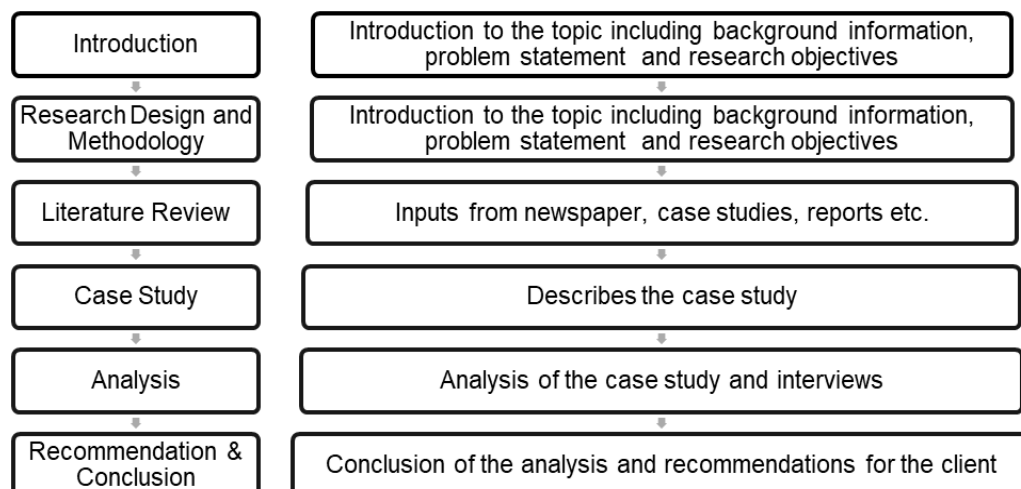 Introduction
Introduction to the topic including background information,
problem statement and research objectives
Research Design and
Methodology
Introduction to the topic including background information,
problem statement and research objectives
Literature Review
Inputs from newspaper, case studies, reports etc.
Case Study
Describes the case study
Analysis
Analysis of the case study and interviews
Recommendation &
Conclusion
Conclusion of the analysis and recommendations for the client